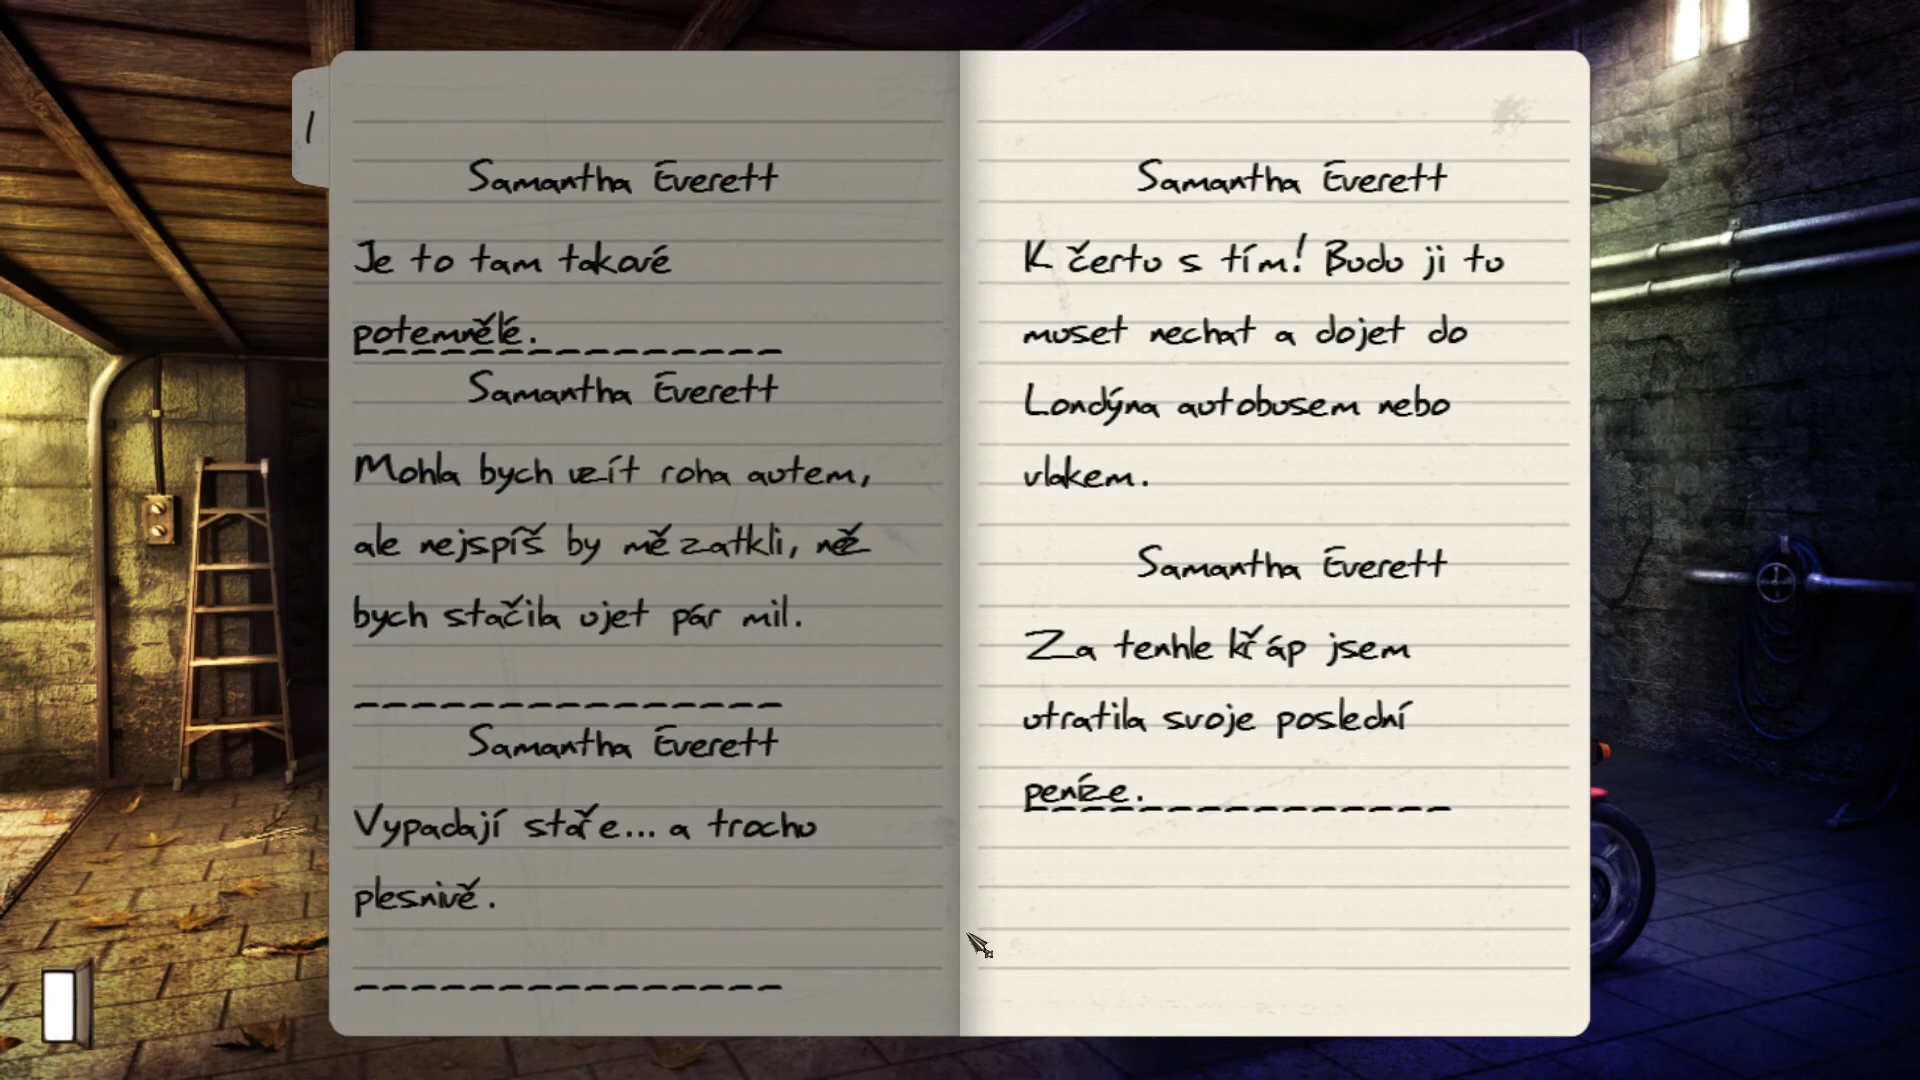 1
Samantha Everett
Je to tam takové
potemnělé.
---------------
Samantha Everett
Mohla bych vzít roha autem,
ale nejspíš by mě zatkli, než
bych stačila ujet pár mil.
---------------
Samantha Everett
Vypadají staře... a trochu
plesnivě.
---------------
Samantha Everett
K čertu s tím! Budu ji tu
muset nechat a dojet do
Londýna autobusem nebo
vlakem.
Samantha Everett
Za tenhle křáp jsem
utratila svoje poslední
peníze.
---------------